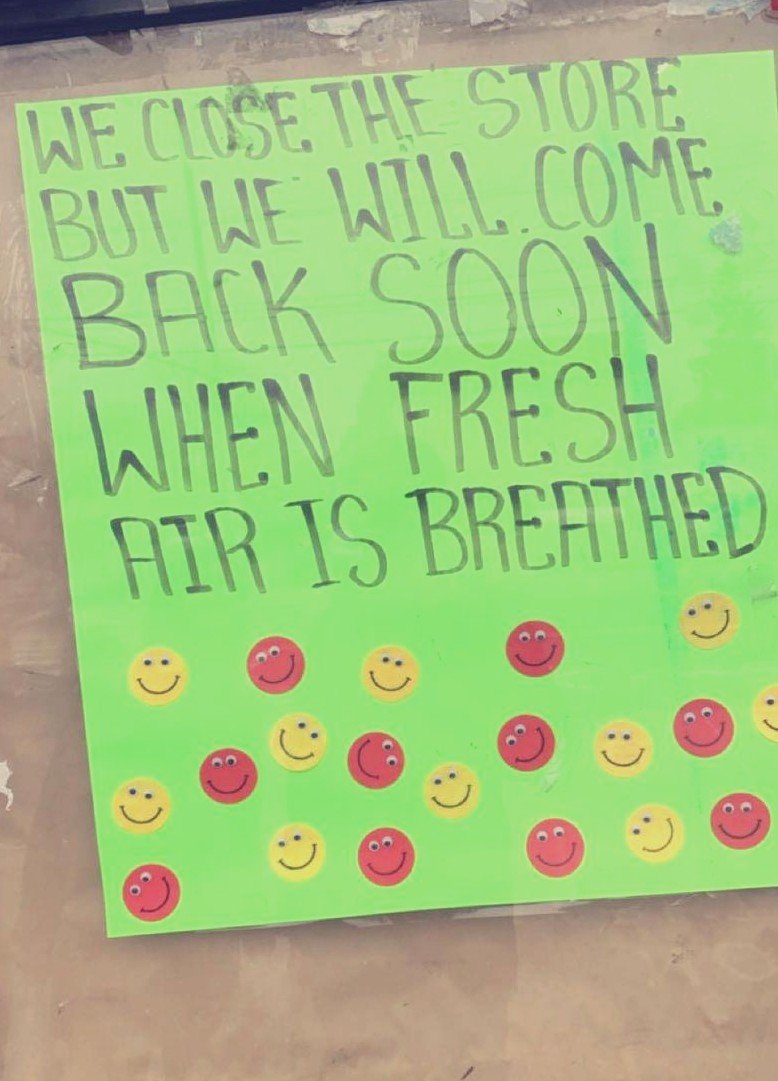 WE CLOSE THE STORE
BUT WE WILL. COME
BACK SOON
WHEN FRESH
AIR IS BREATHED